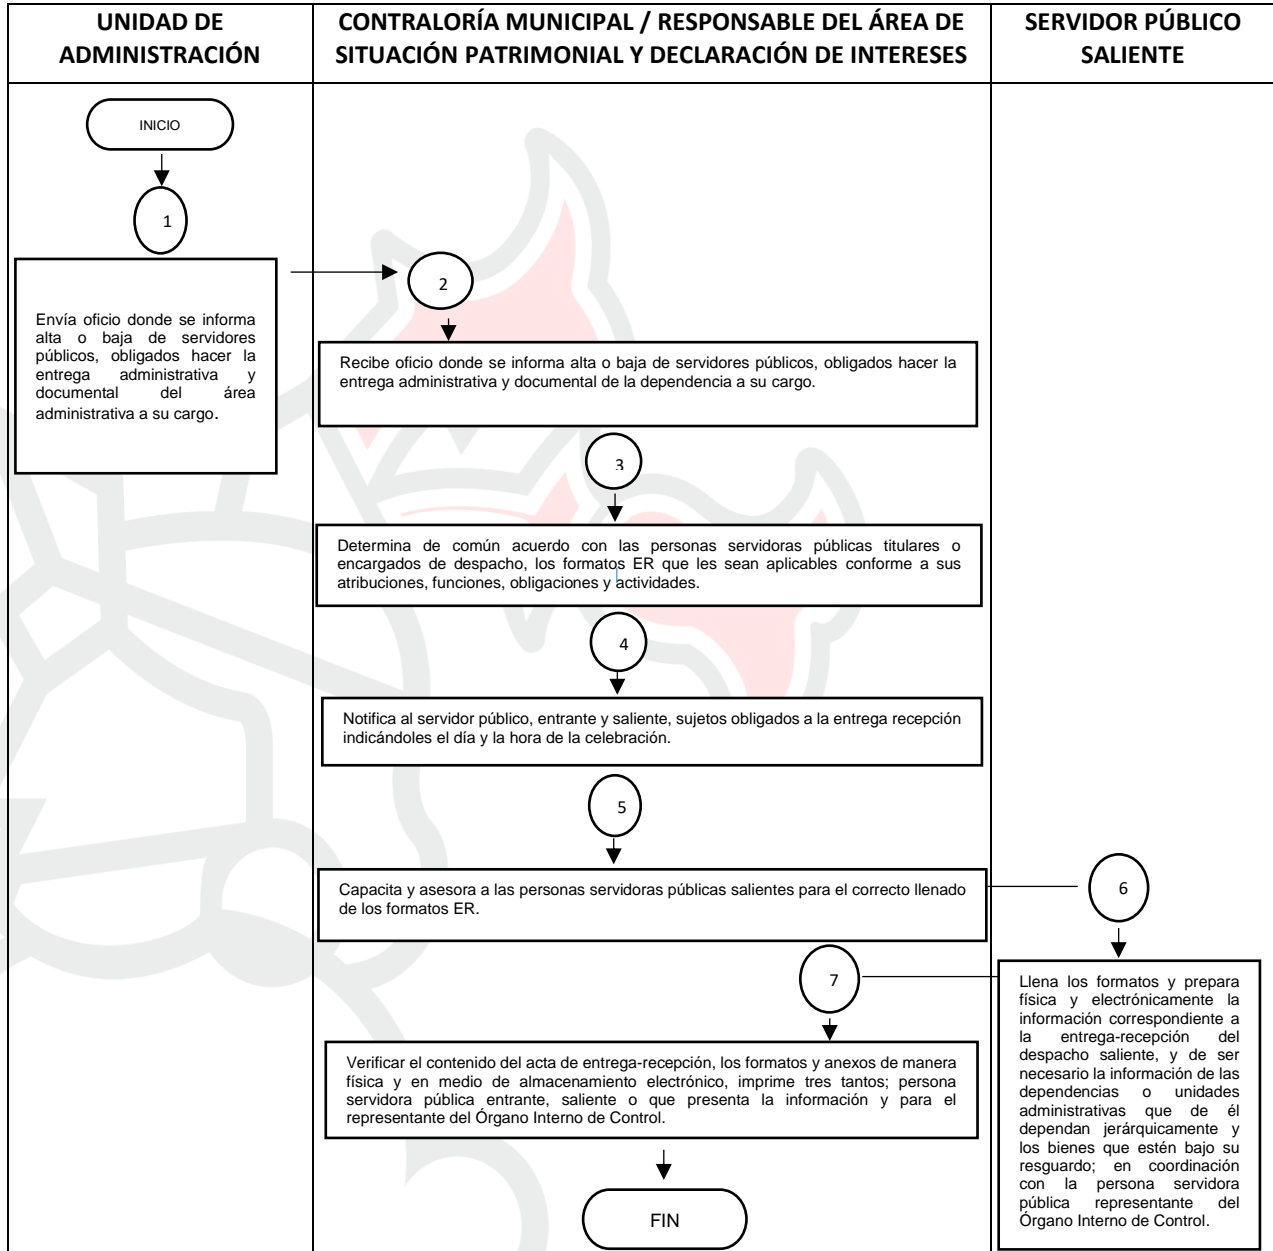 UNIDAD DE
ADMINISTRACIÓN
CONTRALORÍA MUNICIPAL / RESPONSABLE DEL ÁREA DE
SITUACIÓN PATRIMONIAL Y DECLARACIÓN DE INTERESES
SERVIDOR PÚBLICO
SALIENTE
INICIO
1
Envía oficio donde se informa
alta o baja de servidores
públicos, obligados hacer la
entrega administrativa y
documental del área
administrativa a su cargo.
2
Recibe oficio donde se informa alta o baja de servidores públicos, obligados hacer la
entrega administrativa y documental de la dependencia a su cargo.
3
Determina de común acuerdo con las personas servidoras públicas titulares o
encargados de despacho, los formatos ER que les sean aplicables conforme a sus
atribuciones, funciones, obligaciones y actividades.
4
Notifica al servidor público, entrante y saliente, sujetos obligados a la entrega recepción
indicándoles el día y la hora de la celebración.
5
Capacita y asesora a las personas servidoras públicas salientes para el correcto llenado
de los formatos ER.
6
Llena los formatos y prepara
física y electrónicamente la
información correspondiente a
la entrega-recepción del
despacho saliente, y de ser
necesario la información de las
dependencias o unidades
administrativas que de él
dependan jerárquicamente y
los bienes que estén bajo su
resguardo; en coordinación
con la persona servidora
pública representante del
Órgano Interno de Control.
7
Verificar el contenido del acta de entrega-recepción, los formatos y anexos de manera
física y en medio de almacenamiento electrónico, imprime tres tantos; persona
servidora pública entrante, saliente o que presenta la información y para el
representante del Órgano Interno de Control.
FIN